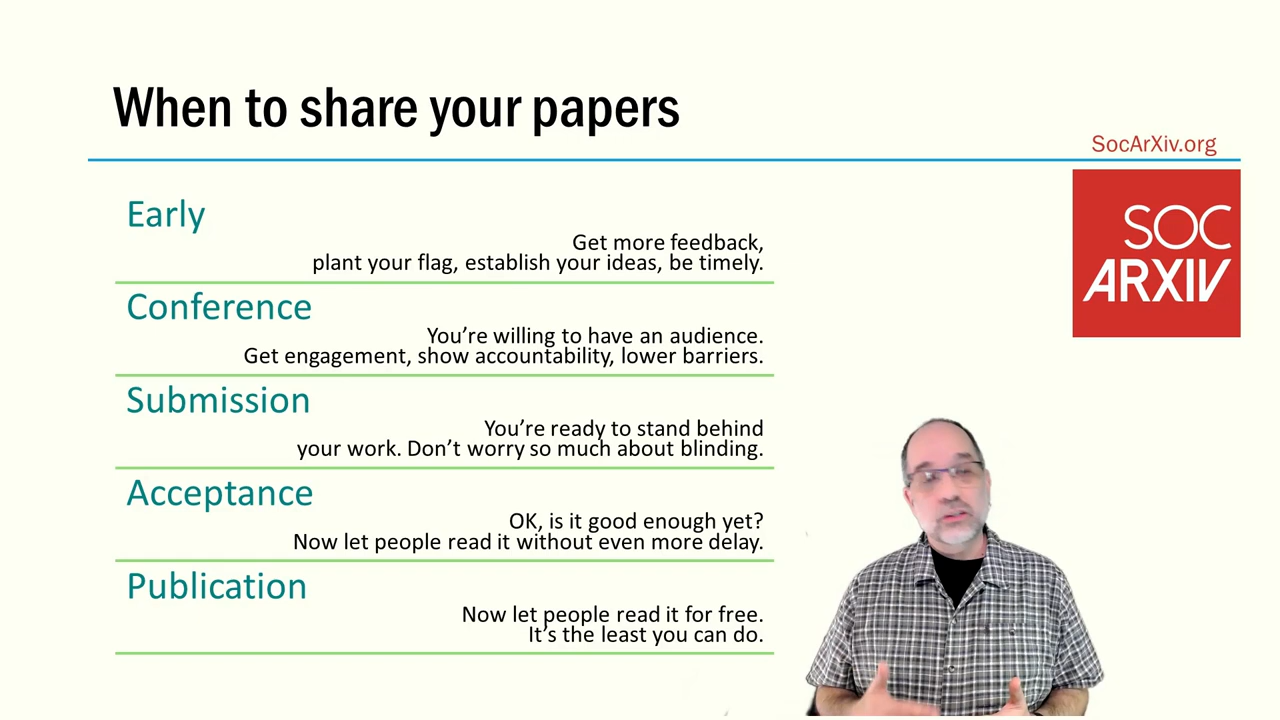 When to share your papers
SocArXiv.org
SOC
ARXIV
Early
Get more feedback,
plant your flag, establish your ideas, be timely.
Conference
You’re willing to have an audience.
Get engagement, show accountability, lower barriers.
Submission
You’re ready to stand behind
your work. Don’t worry so much about blinding.
Acceptance
OK, is it good enough yet?
Now let people read it without even more delay.
Publication
Now let people read it for free.
It’s the least you can do.